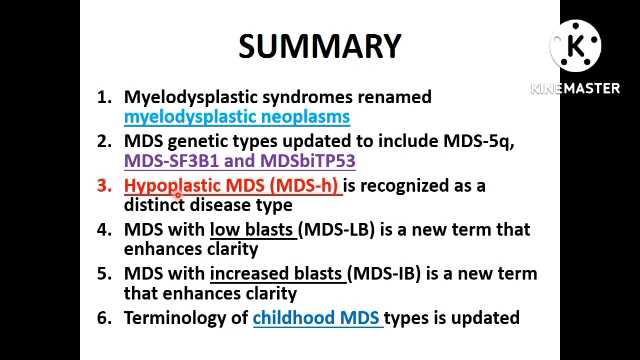 SUMMARY
K
KINEMASTER
1. Myelodysplastic syndromes renamed
myelodysplastic neoplasms
2. MDS genetic types updated to include MDS-5q,
MDS-SF3B1 and MDSbiTP53
3. Hypoplastic MDS (MDS-h) is recognized as a
distinct disease type
4. MDS with low blasts (MDS-LB) is a new term that
enhances clarity
5. MDS with increased blasts (MDS-IB) is a new term
that enhances clarity
6. Terminology of childhood MDS types is updated